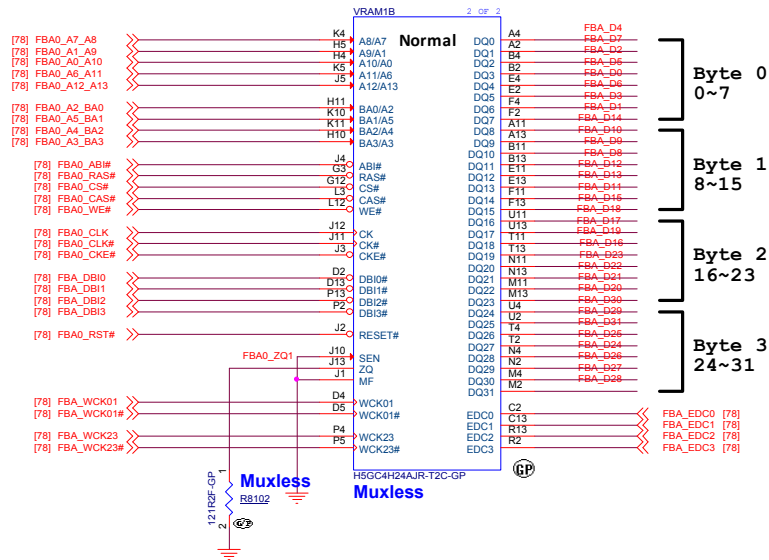 VRAM1B 2 OF 2
Normal
[78] FBA0_A7_A8 K4 A8/A7
[78] FBA0_A1_A9 H5 A9/A1
[78] FBA0_A0_A10 H4 A10/A0
[78] FBA0_A6_A11 K5 A11/A6
[78] FBA0_A12_A13 J5 A12/A13
[78] FBA0_A2_BA0 H11 BA0/A2
[78] FBA0_A5_BA1 K10 BA1/A5
[78] FBA0_A4_BA2 K11 BA2/A4
[78] FBA0_A3_BA3 H10 BA3/A3
[78] FBA0_ABI# J4 ABI#
[78] FBA0_RAS# G3 RAS#
[78] FBA0_CS# G12 CS#
[78] FBA0_CAS# L3 CAS#
[78] FBA0_WE# L12 WE#
[78] FBA0_CLK J12 CK
[78] FBA0_CLK# J11 CK#
[78] FBA0_CKE# J3 CKE#
[78] FBA_DBI0 D2 DBI0#
[78] FBA_DBI1 D13 DBI1#
[78] FBA_DBI2 P13 DBI2#
[78] FBA_DBI3 P2 DBI3#
[78] FBA0_RST# J2 RESET#
FBA0_ZQ1 J10 SEN
J13 ZQ
J1 MF
[78] FBA_WCK01 D4 WCK01
[78] FBA_WCK01# D5 WCK01#
[78] FBA_WCK23 P4 WCK23
[78] FBA_WCK23# P5 WCK23#
DQ0 A4 FBA_D4
DQ1 A2 FBA_D7
DQ2 B4 FBA_D2
DQ3 B2 FBA_D5
DQ4 E4 FBA_D0
DQ5 E2 FBA_D6
DQ6 F4 FBA_D3
DQ7 F2 FBA_D1
DQ8 A11 FBA_D14
DQ9 A13 FBA_D10
DQ10 B11 FBA_D9
DQ11 B13 FBA_D8
DQ12 E11 FBA_D12
DQ13 E13 FBA_D13
DQ14 F11 FBA_D11
DQ15 F13 FBA_D15
DQ16 U11 FBA_D18
DQ17 U13 FBA_D17
DQ18 T11 FBA_D19
DQ19 T13 FBA_D16
DQ20 N11 FBA_D23
DQ21 N13 FBA_D22
DQ22 M11 FBA_D21
DQ23 M13 FBA_D20
DQ24 U4 FBA_D30
DQ25 U2 FBA_D29
DQ26 T4 FBA_D31
DQ27 T2 FBA_D25
DQ28 N4 FBA_D24
DQ29 N2 FBA_D26
DQ30 M4 FBA_D27
DQ31 M2 FBA_D28
EDC0 C2 FBA_EDC0 [78]
EDC1 C13 FBA_EDC1 [78]
EDC2 R13 FBA_EDC2 [78]
EDC3 R2 FBA_EDC3 [78]
Byte 0
0~7
Byte 1
8~15
Byte 2
16~23
Byte 3
24~31
H5GC4H24AJR-T2C-GP
GP
Muxless
121R2F-GP
1
Muxless
R8102
2
GP